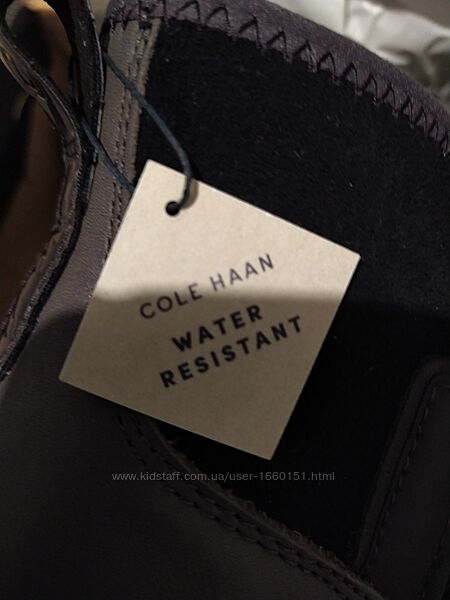 COLE HAAN
WATER
RESISTANT
www.kidstaff.com.ua/user-1660151.html